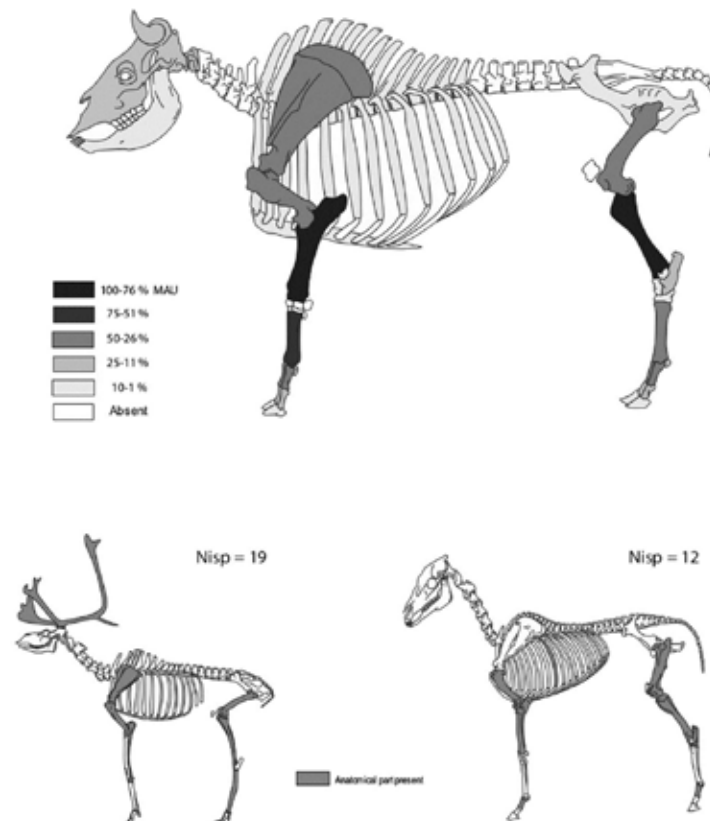 100-76 % MAU
75-51 %
50-26%
25-11 %
10-1 %
Absent
Nisp = 19
Nisp = 12
Anatomical part present